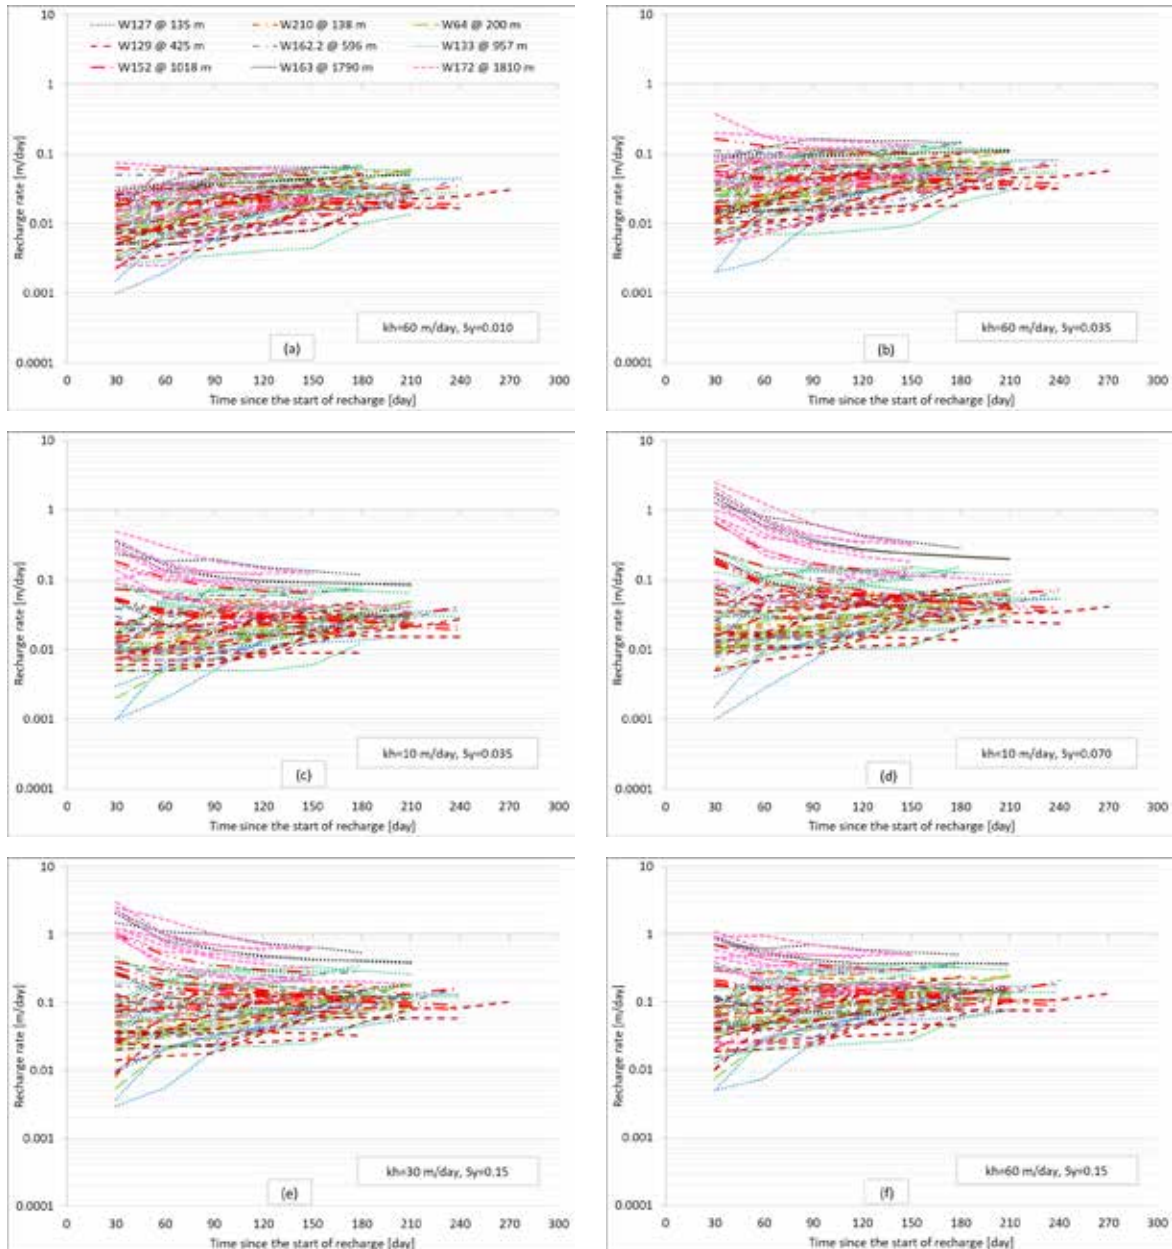 W127 @ 135 m W210 @ 138 m W64 @ 200 m
W129 @ 425 m W162.2 @ 596 m W133 @ 957 m
W152 @ 1018 m W163 @ 1790 m W172 @ 1810 m
Recharge rate [m/day]
1
0.1
0.01
0.001
0.0001
0 30 60 90 120 150 180 210 240 270 300
Time since the start of recharge [day]
kh=60 m/day, Sy=0.010
(a)
Recharge rate [m/day]
10
1
0.1
0.01
0.001
0.0001
0 30 60 90 120 150 180 210 240 270 300
Time since the start of recharge [day]
kh=60 m/day, Sy=0.035
(b)
Recharge rate [m/day]
10
1
0.1
0.01
0.001
0.0001
0 30 60 90 120 150 180 210 240 270 300
Time since the start of recharge [day]
kh=10 m/day, Sy=0.035
(c)
Recharge rate [m/day]
10
1
0.1
0.01
0.001
0.0001
0 30 60 90 120 150 180 210 240 270 300
Time since the start of recharge [day]
kh=10 m/day, Sy=0.070
(d)
Recharge rate [m/day]
10
1
0.1
0.01
0.001
0.0001
0 30 60 90 120 150 180 210 240 270 300
Time since the start of recharge [day]
kh=30 m/day, Sy=0.15
(e)
Recharge rate [m/day]
10
1
0.1
0.01
0.001
0.0001
0 30 60 90 120 150 180 210 240 270 300
Time since the start of recharge [day]
kh=60 m/day, Sy=0.15
(f)